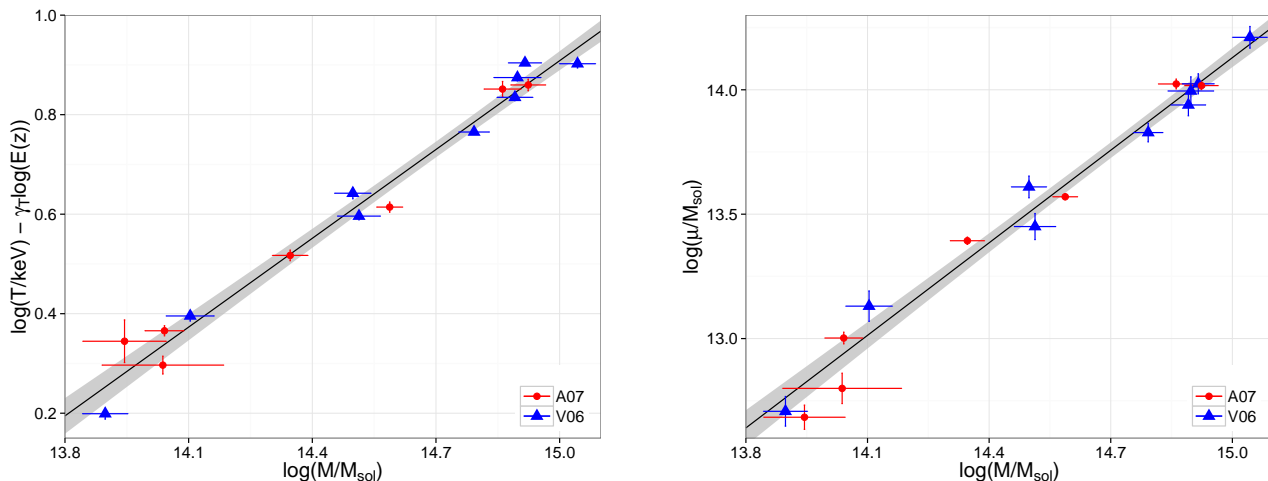 log(T/keV) − γTlog(E(z))
1.0
0.8
0.6
0.4
0.2
13.8
14.1
14.4
14.7
15.0
log(M/Msol)
A07
V06
log(μ/Msol)
14.0
13.5
13.0
13.8
14.1
14.4
14.7
15.0
log(M/Msol)
A07
V06